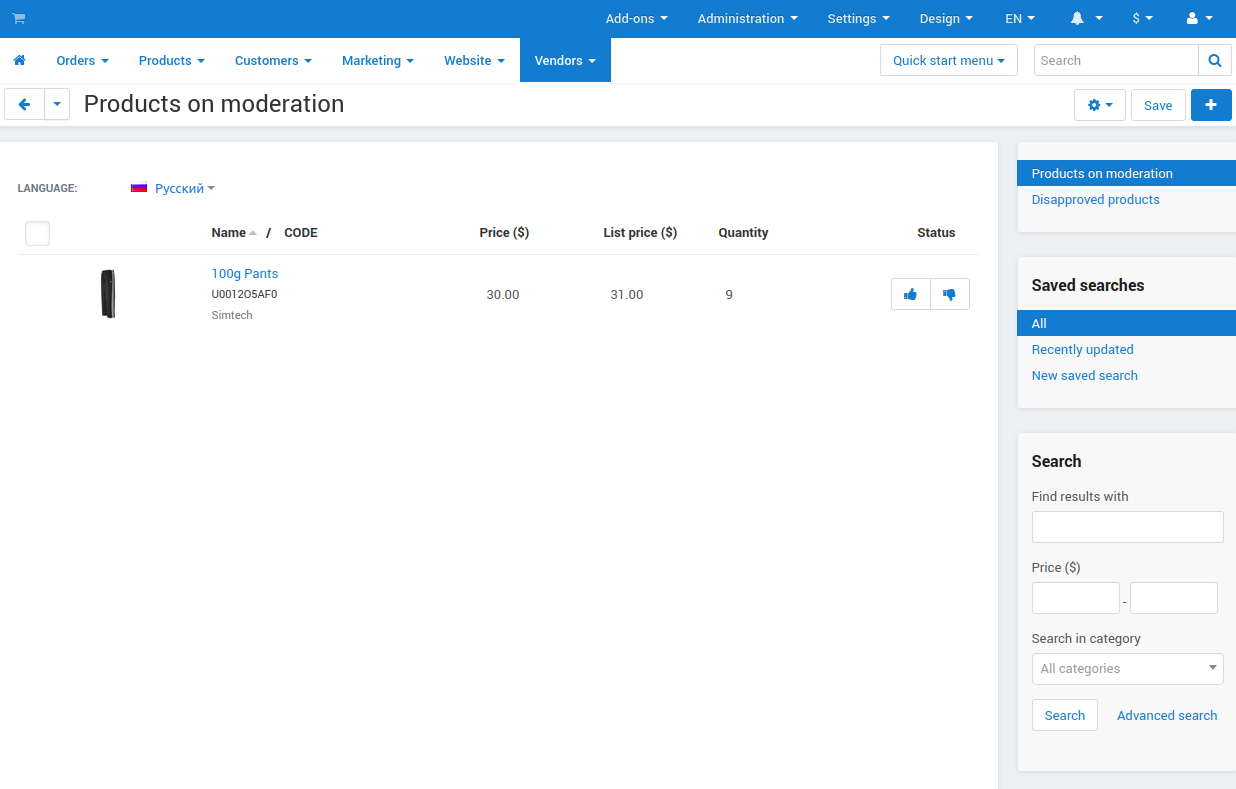 Add-ons Administration Settings Design EN $
Orders Products Customers Marketing Website Vendors Quick start menu Search
Products on moderation Save
LANGUAGE: Русский
Name / CODE Price ($) List price ($) Quantity Status
100g Pants
U0012O5AF0 30.00 31.00 9
Simtech
Products on moderation
Disapproved products
Saved searches
All
Recently updated
New saved search
Search
Find results with
Price ($)
-
Search in category
All categories
Search Advanced search